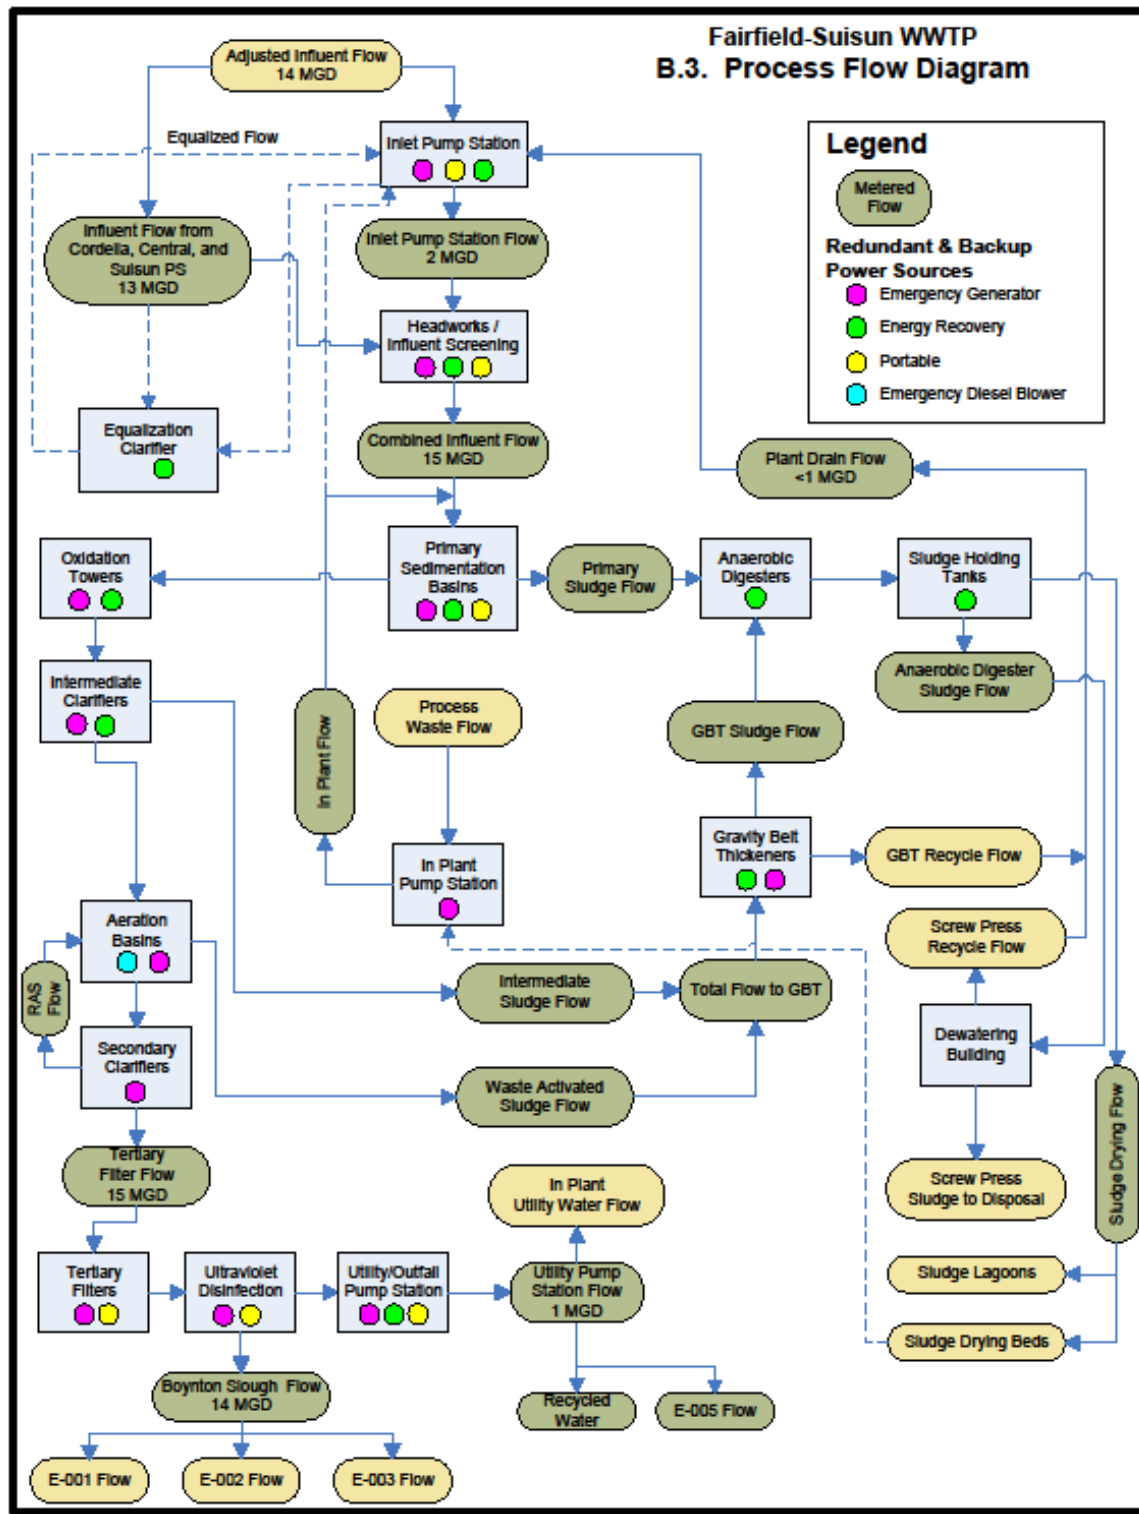 Fairfield-Suisun WWTP
B.3. Process Flow Diagram
Adjusted Influent Flow
14 MGD
Equalized Flow
Inlet Pump Station
Legend
Metered
Flow
Redundant & Backup
Power Sources
Emergency Generator
Energy Recovery
Portable
Emergency Diesel Blower
Influent Flow from
Cordelia, Central, and
Suisun PS
13 MGD
Inlet Pump Station Flow
2 MGD
Headworks /
Influent Screening
Equalization
Clarifier
Combined Influent Flow
15 MGD
Plant Drain Flow
<1 MGD
Oxidation
Towers
Primary
Sedimentation
Basins
Primary
Sludge Flow
Anaerobic
Digesters
Sludge Holding
Tanks
Intermediate
Clarifiers
Anaerobic Digester
Sludge Flow
In Plant Flow
Process
Waste Flow
GBT Sludge Flow
In Plant
Pump Station
Gravity Belt
Thickeners
GBT Recycle Flow
Aeration
Basins
Screw Press
Recycle Flow
RAS
Flow
Intermediate
Sludge Flow
Total Flow to GBT
Secondary
Clarifiers
Dewatering
Building
Waste Activated
Sludge Flow
Sludge Drying Flow
Tertiary
Filter Flow
15 MGD
In Plant
Utility Water Flow
Screw Press
Sludge to Disposal
Tertiary
Filters
Ultraviolet
Disinfection
Utility/Outfall
Pump Station
Utility Pump
Station Flow
1 MGD
Sludge Lagoons
Sludge Drying Beds
Boynton Slough Flow
14 MGD
Recycled
Water
E-005 Flow
E-001 Flow
E-002 Flow
E-003 Flow